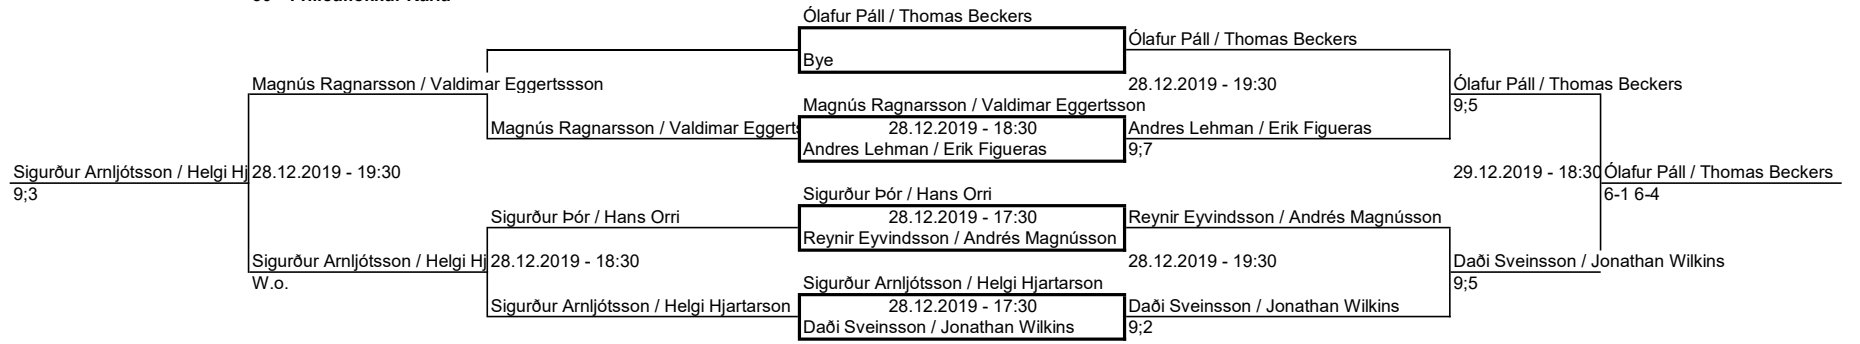 Ólafur Páll / Thomas Beckers
Ólafur Páll / Thomas Beckers
Bye
Magnús Ragnarsson / Valdimar Eggertssson
28.12.2019 - 19:30
Ólafur Páll / Thomas Beckers
Magnús Ragnarsson / Valdimar Eggertsson
9;5
Magnús Ragnarsson / Valdimar Eggerts
28.12.2019 - 18:30
Andres Lehman / Erik Figueras
Andres Lehman / Erik Figueras
9;7
Sigurður Arnljótsson / Helgi Hj
28.12.2019 - 19:30
29.12.2019 - 18:30
Ólafur Páll / Thomas Beckers
9;3
Sigurður Þór / Hans Orri
6-1 6-4
Sigurður Þór / Hans Orri
28.12.2019 - 17:30
Reynir Eyvindsson / Andrés Magnússon
Reynir Eyvindsson / Andrés Magnússon
Sigurður Arnljótsson / Helgi Hj
28.12.2019 - 18:30
28.12.2019 - 19:30
Daði Sveinsson / Jonathan Wilkins
W.o.
Sigurður Arnljótsson / Helgi Hjartarson
9;5
Sigurður Arnljótsson / Helgi Hjartarson
28.12.2019 - 17:30
Daði Sveinsson / Jonathan Wilkins
Daði Sveinsson / Jonathan Wilkins
9;2